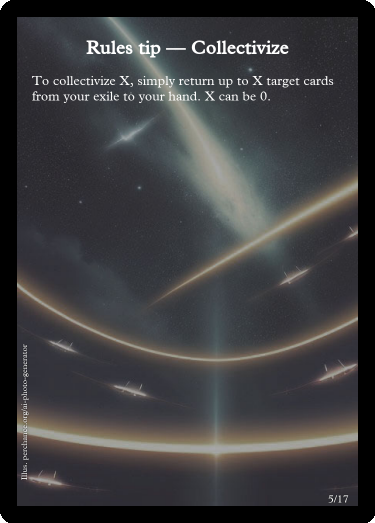 Rules tip — Collectivize
To collectivize X, simply return up to X target cards
from your exile to your hand. X can be 0.
Illus. perchance.org/ai-photo-generator
5/17